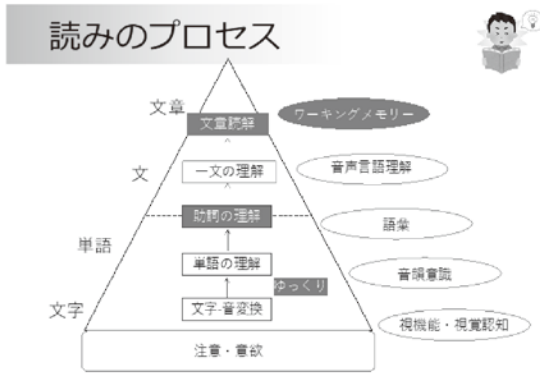 読みのプロセス
文章
文章読解
ワーキングメモリー
文
一文の理解
音声言語理解
助詞の理解
語彙
単語
単語の理解
音韻意識
ゆっくり
文字
文字-音変換
視機能・視覚認知
注意・意欲